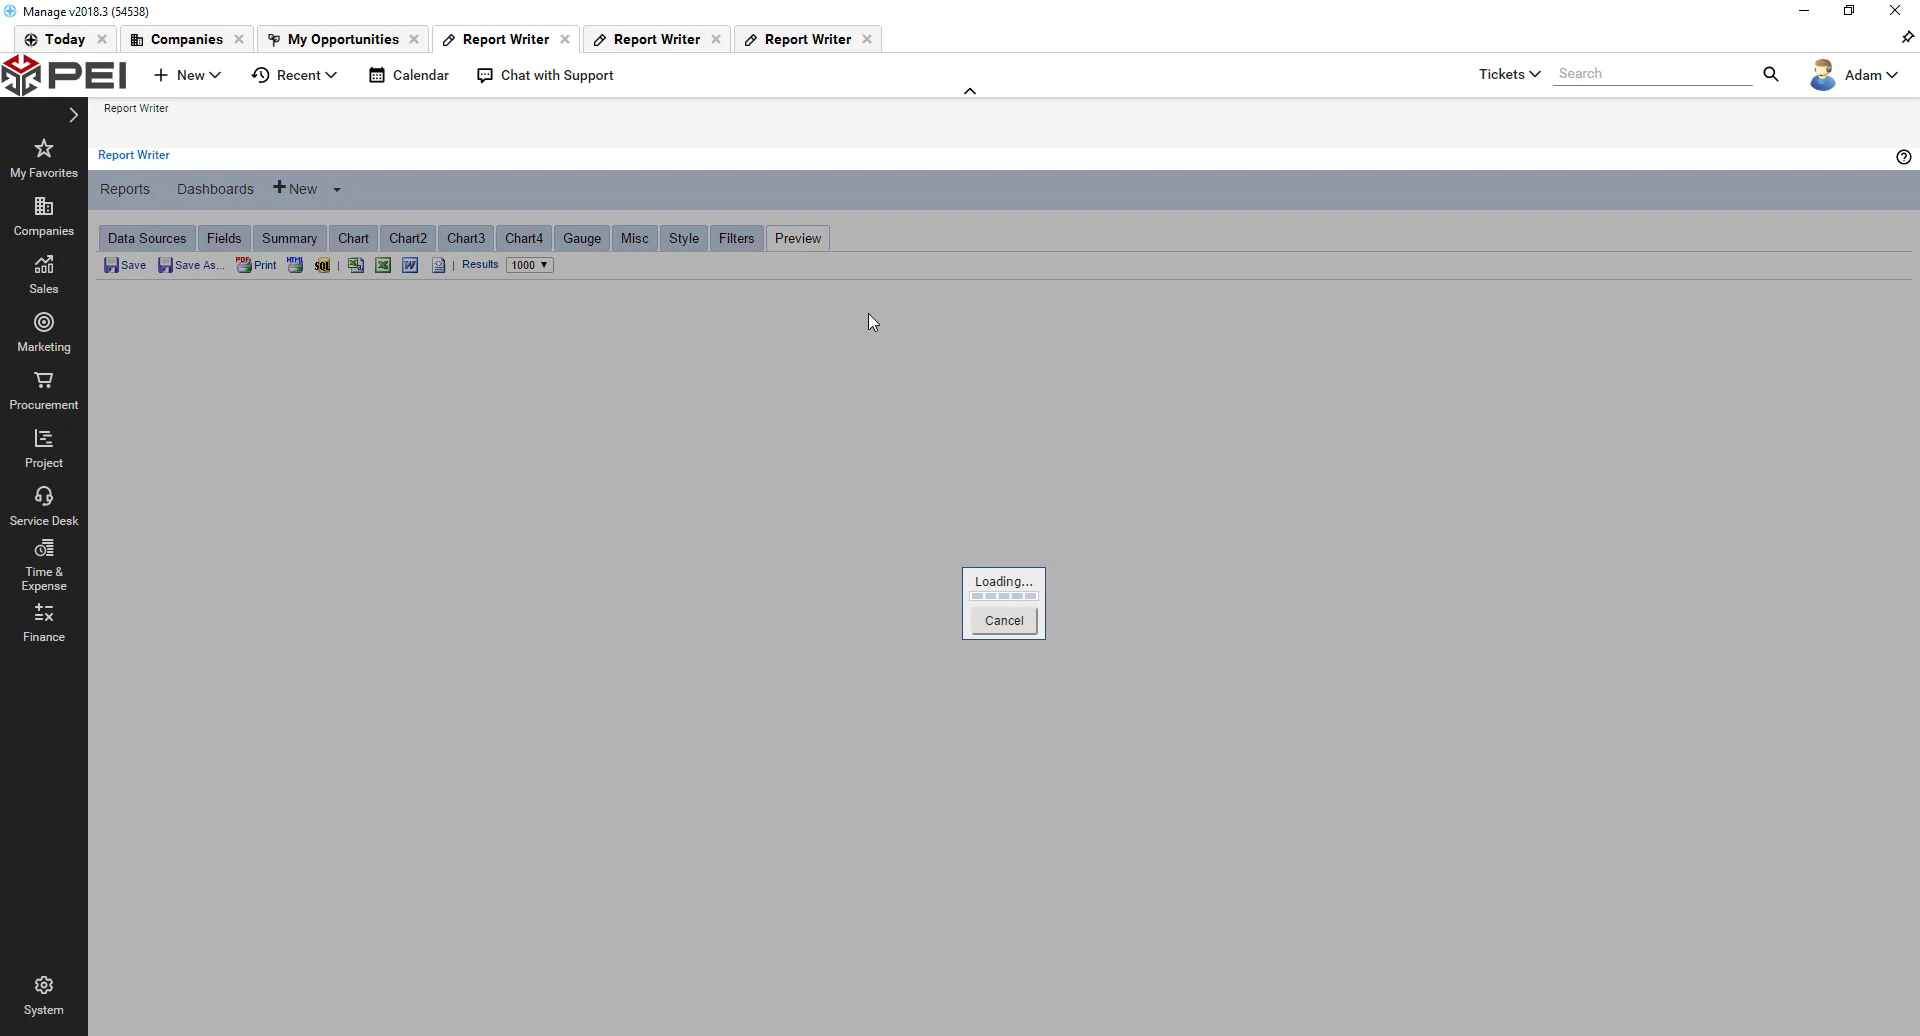 Manage v2018.3 (54538)
Today Companies My Opportunities Report Writer Report Writer Report Writer
PEI New Recent Calendar Chat with Support Tickets Search Adam
Report Writer
Report Writer
Reports Dashboards New
Data Sources Fields Summary Chart Chart2 Chart3 Chart4 Gauge Misc Style Filters Preview
Save Save As... PDF Print HTML SQL | | Results 1000
My Favorites
Companies
Sales
Marketing
Procurement
Project
Service Desk
Time &
Expense
Finance
System
Loading...
Cancel